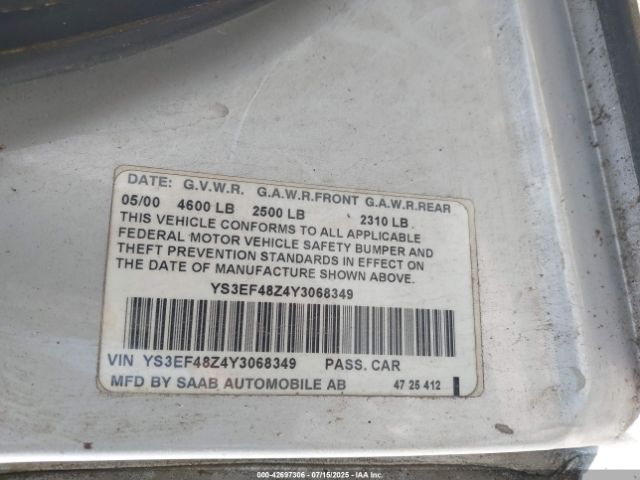 DATE: G.V.W.R. G.A.W.R.FRONT G.A.W.R.REAR
05/00 4600 LB 2500 LB 2310 LB
THIS VEHICLE CONFORMS TO ALL APPLICABLE
FEDERAL MOTOR VEHICLE SAFETY BUMPER AND
THEFT PREVENTION STANDARDS IN EFFECT ON
THE DATE OF MANUFACTURE SHOWN ABOVE.
YS3EF48Z4Y3068349
VIN YS3EF48Z4Y3068349 PASS. CAR
MFD BY SAAB AUTOMOBILE AB 47 25 412
000-42697306 - 07/15/2025 - IAAI, Inc.